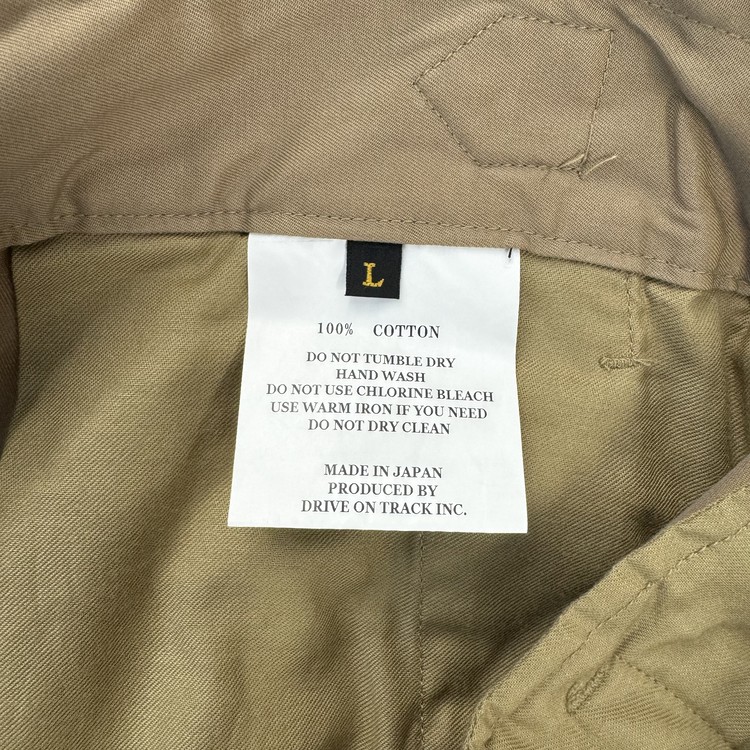 L
100% COTTON
DO NOT TUMBLE DRY
HAND WASH
DO NOT USE CHLORINE BLEACH
USE WARM IRON IF YOU NEED
DO NOT DRY CLEAN
MADE IN JAPAN
PRODUCED BY
DRIVE ON TRACK INC.